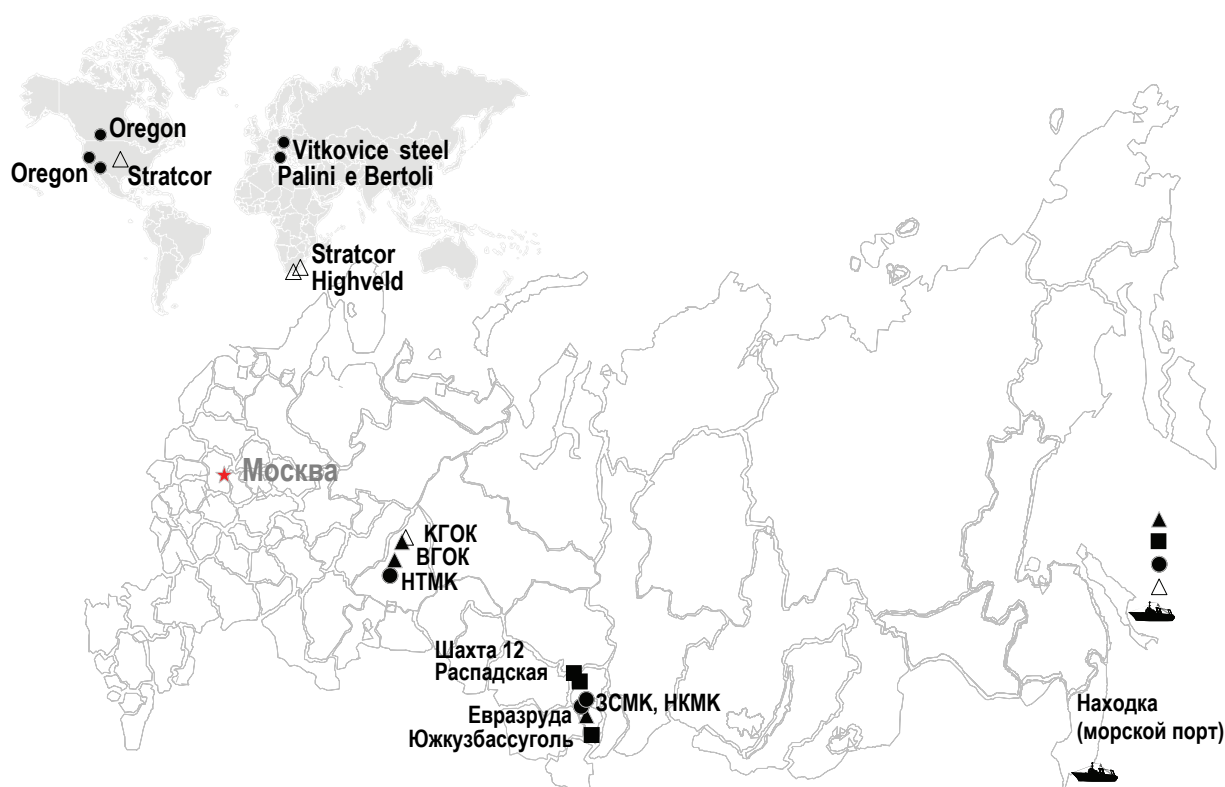 Oregon
Vitkovice steel
Oregon
Stratcor
Palini e Bertoli
Stratcor
Highveld
Москва
КГОК
ВГОК
НТМК
Шахта 12
Распадская
ЗСМК, НКМК
Евразруда
Южкузбассуголь
Находка
(морской порт)